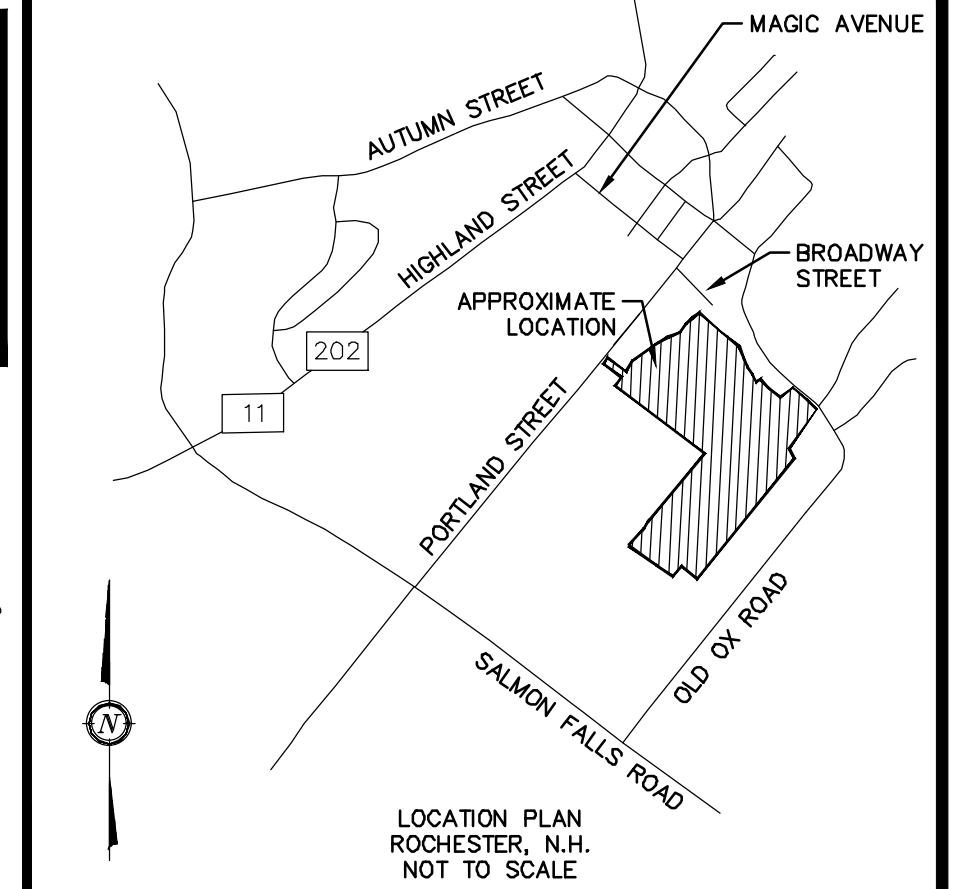 MAGIC AVENUE
AUTUMN STREET
HIGHLAND STREET
BROADWAY
STREET
APPROXIMATE
LOCATION
202
11
PORTLAND STREET
OLD OX ROAD
SALMON FALLS ROAD
N
LOCATION PLAN
ROCHESTER, N.H.
NOT TO SCALE